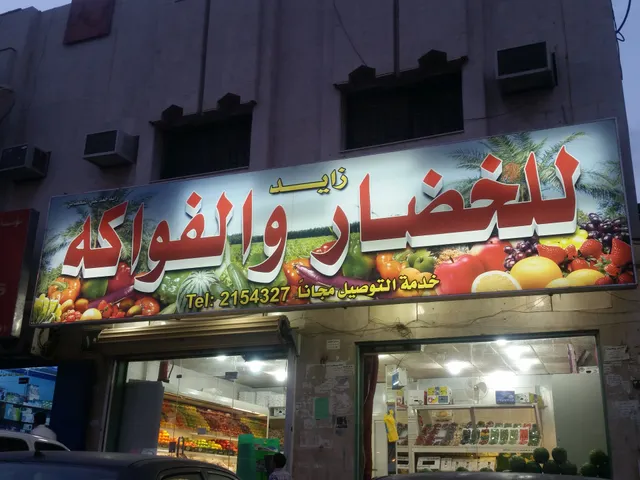 زايد
للخضار والفواكه
خدمة التوصيل مجانا Tel: 2154327